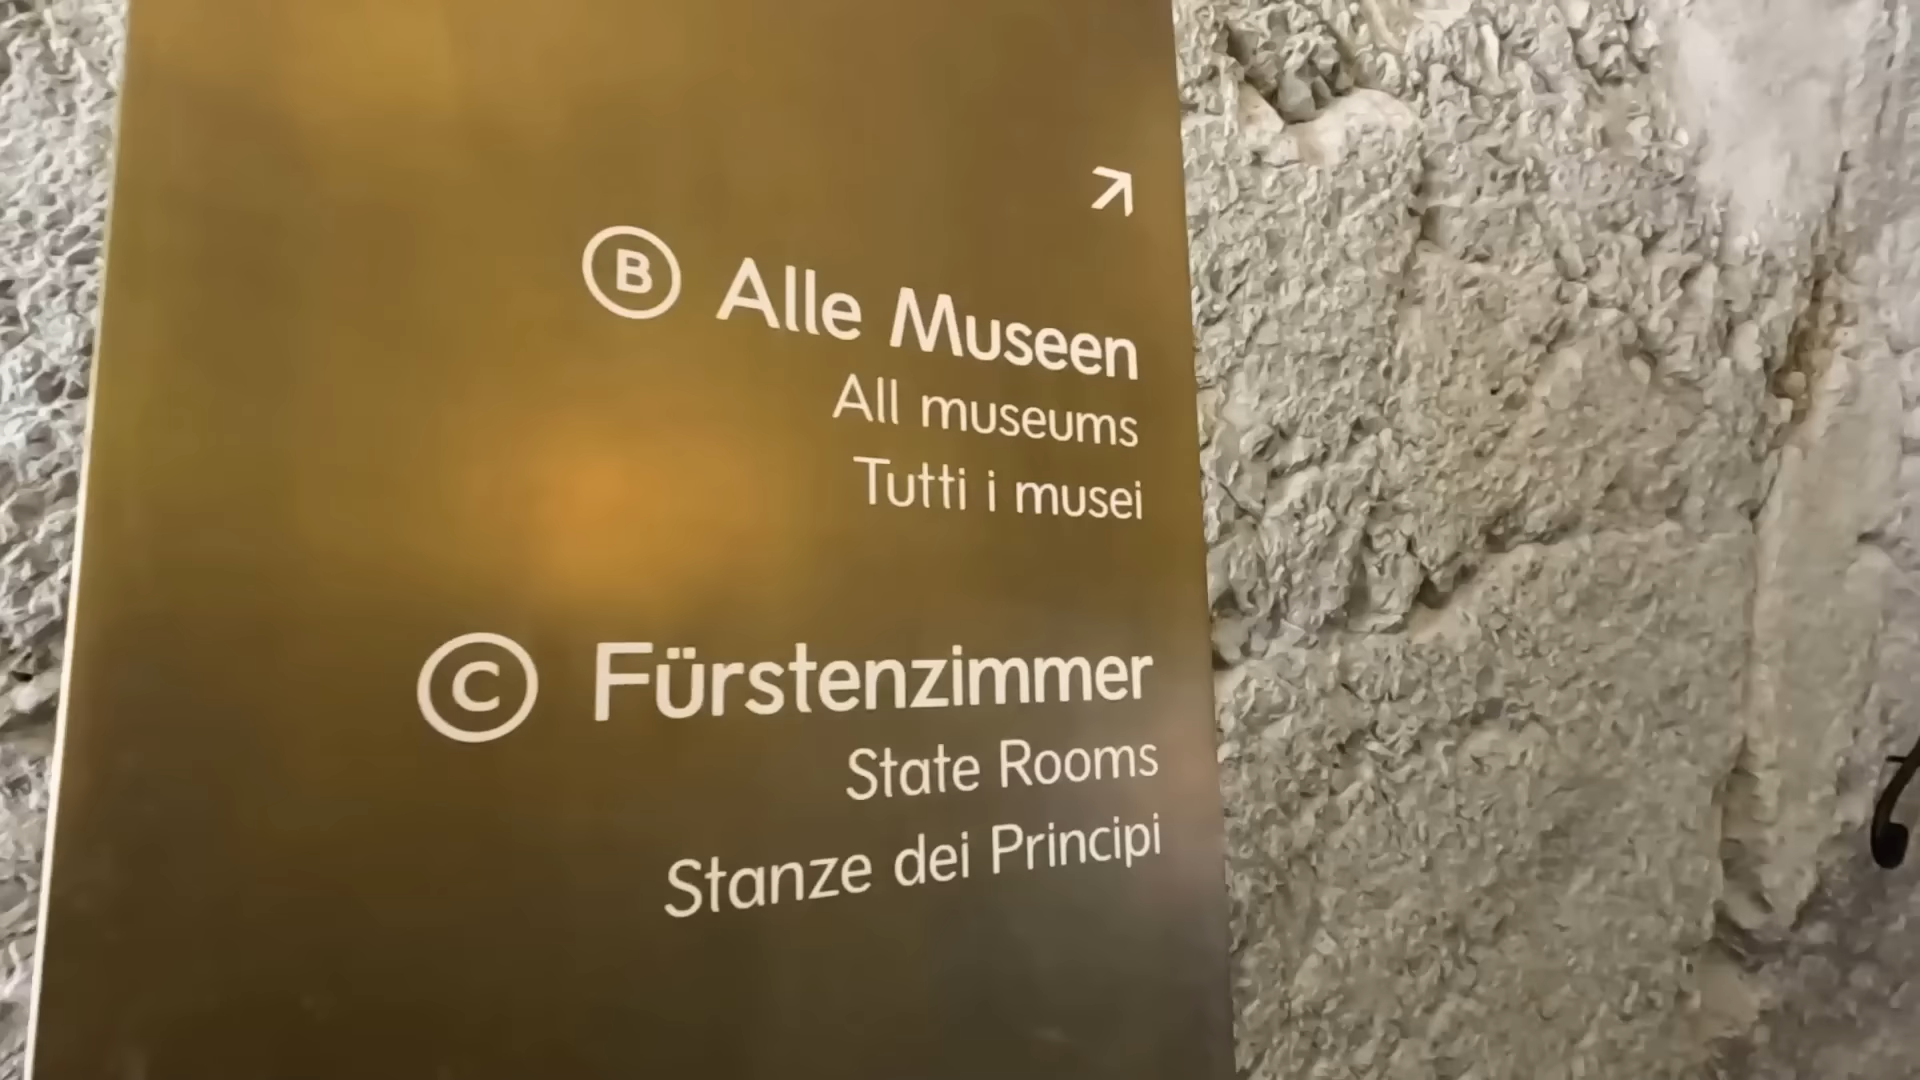 B Alle Museen
All museums
Tutti i musei
C Fürstenzimmer
State Rooms
Stanze dei Principi